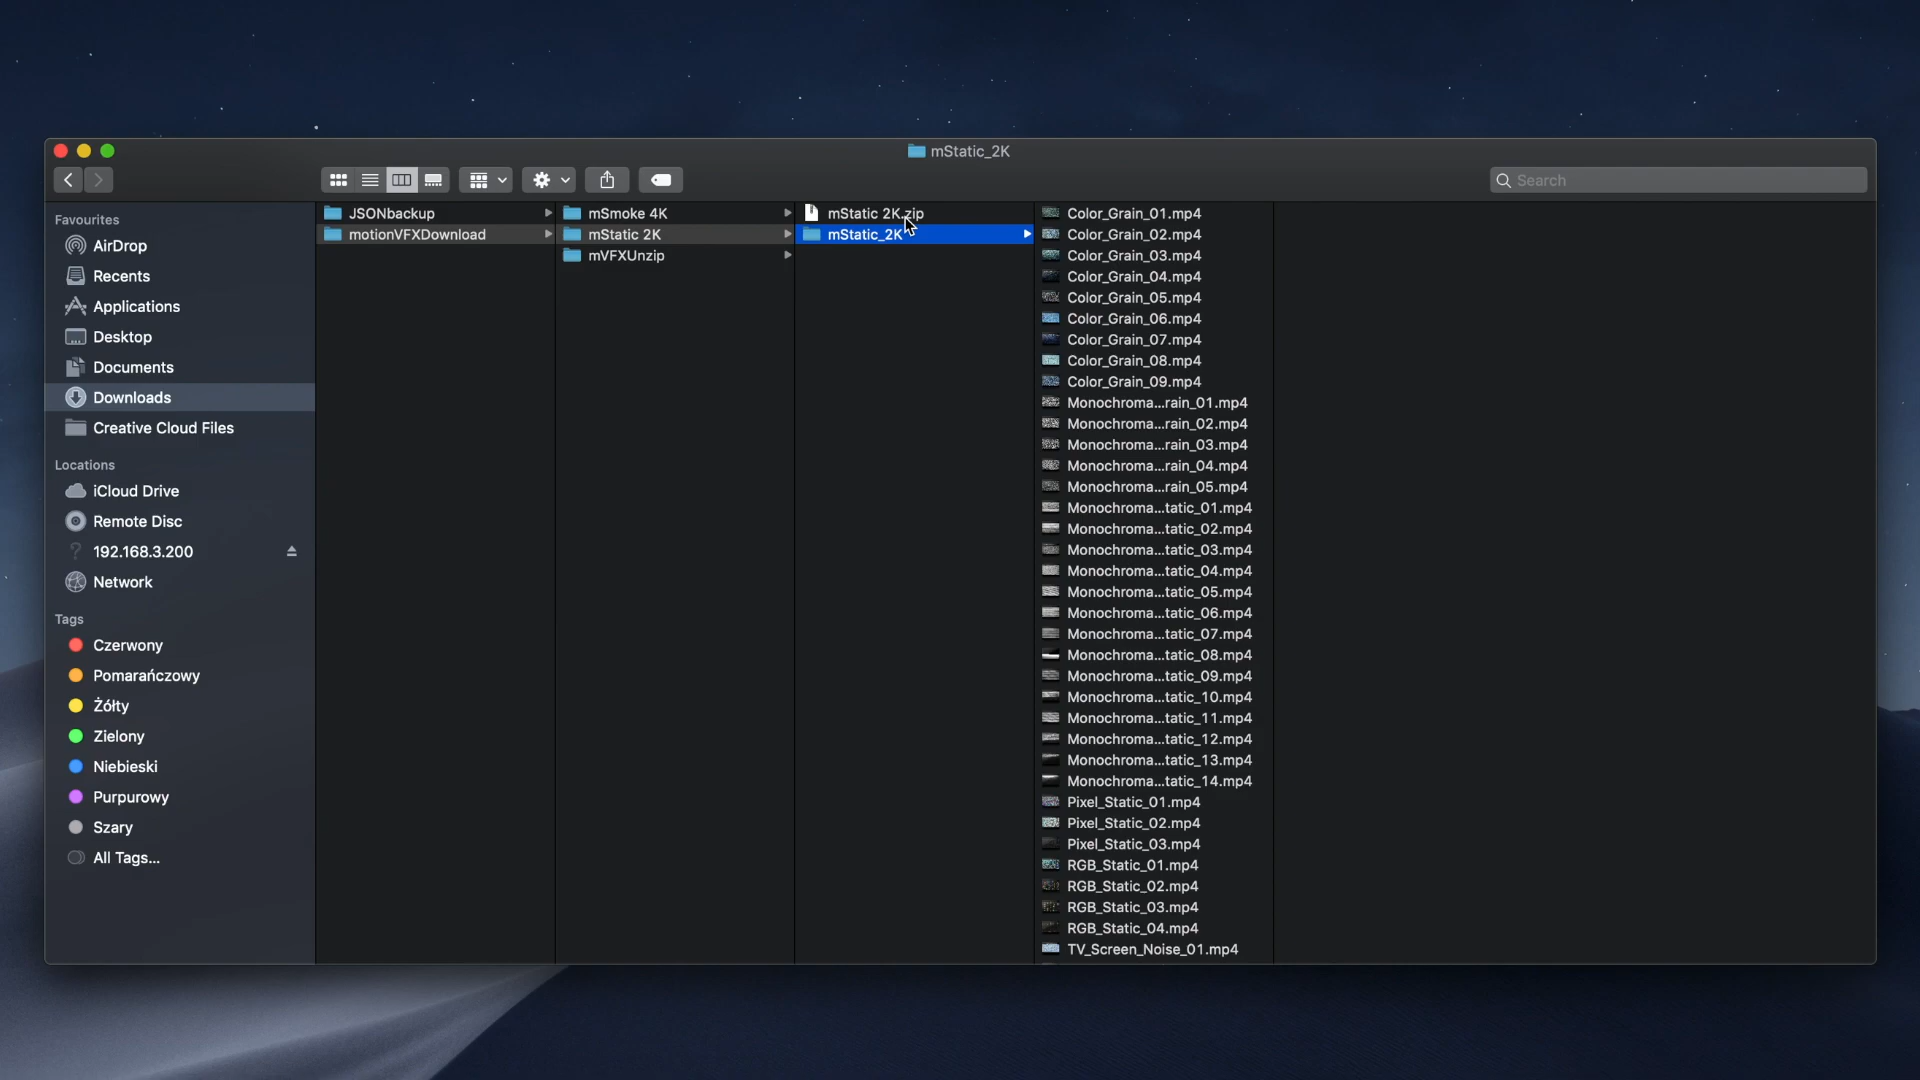 mStatic_2K
Search
Favourites
AirDrop
Recents
Applications
Desktop
Documents
Downloads
Creative Cloud Files
Locations
iCloud Drive
Remote Disc
192.168.3.200
Network
Tags
Czerwony
Pomarańczowy
Żółty
Zielony
Niebieski
Purpurowy
Szary
All Tags...
JSONbackup
motionVFXDownload
mSmoke 4K
mStatic 2K
mVFXUnzip
mStatic 2K.zip
mStatic_2K
Color_Grain_01.mp4
Color_Grain_02.mp4
Color_Grain_03.mp4
Color_Grain_04.mp4
Color_Grain_05.mp4
Color_Grain_06.mp4
Color_Grain_07.mp4
Color_Grain_08.mp4
Color_Grain_09.mp4
Monochroma...rain_01.mp4
Monochroma...rain_02.mp4
Monochroma...rain_03.mp4
Monochroma...rain_04.mp4
Monochroma...rain_05.mp4
Monochroma...tatic_01.mp4
Monochroma...tatic_02.mp4
Monochroma...tatic_03.mp4
Monochroma...tatic_04.mp4
Monochroma...tatic_05.mp4
Monochroma...tatic_06.mp4
Monochroma...tatic_07.mp4
Monochroma...tatic_08.mp4
Monochroma...tatic_09.mp4
Monochroma...tatic_10.mp4
Monochroma...tatic_11.mp4
Monochroma...tatic_12.mp4
Monochroma...tatic_13.mp4
Monochroma...tatic_14.mp4
Pixel_Static_01.mp4
Pixel_Static_02.mp4
Pixel_Static_03.mp4
RGB_Static_01.mp4
RGB_Static_02.mp4
RGB_Static_03.mp4
RGB_Static_04.mp4
TV_Screen_Noise_01.mp4